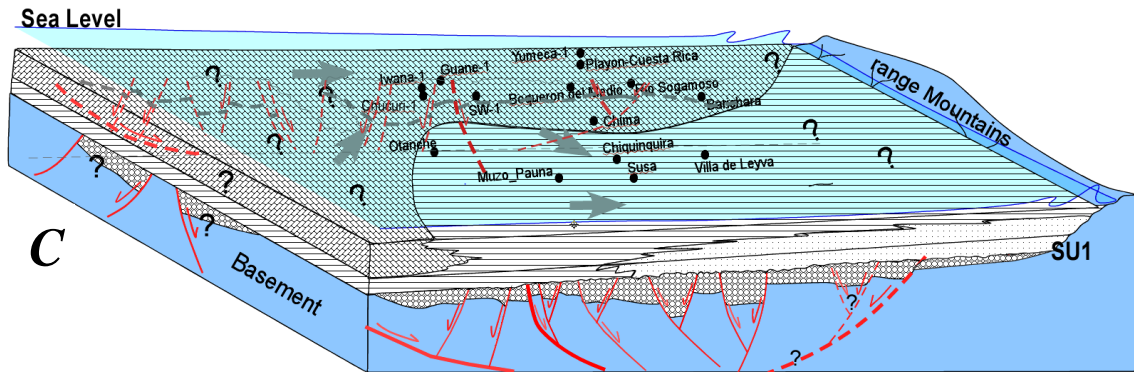 Sea Level
Yumeca-1
Playon-Cuesta Rica
Guane-1
Iwana-1
Chucuri-1
SW-1
Boqueron del Medio
Rio Sogamoso
Barichara
Chima
Olanche
Chiquinquira
Susa
Villa de Leyva
Muzo_Pauna
range Mountains
?
?
?
?
?
?
?
?
?
?
?
C
Basement
SU1
?
?